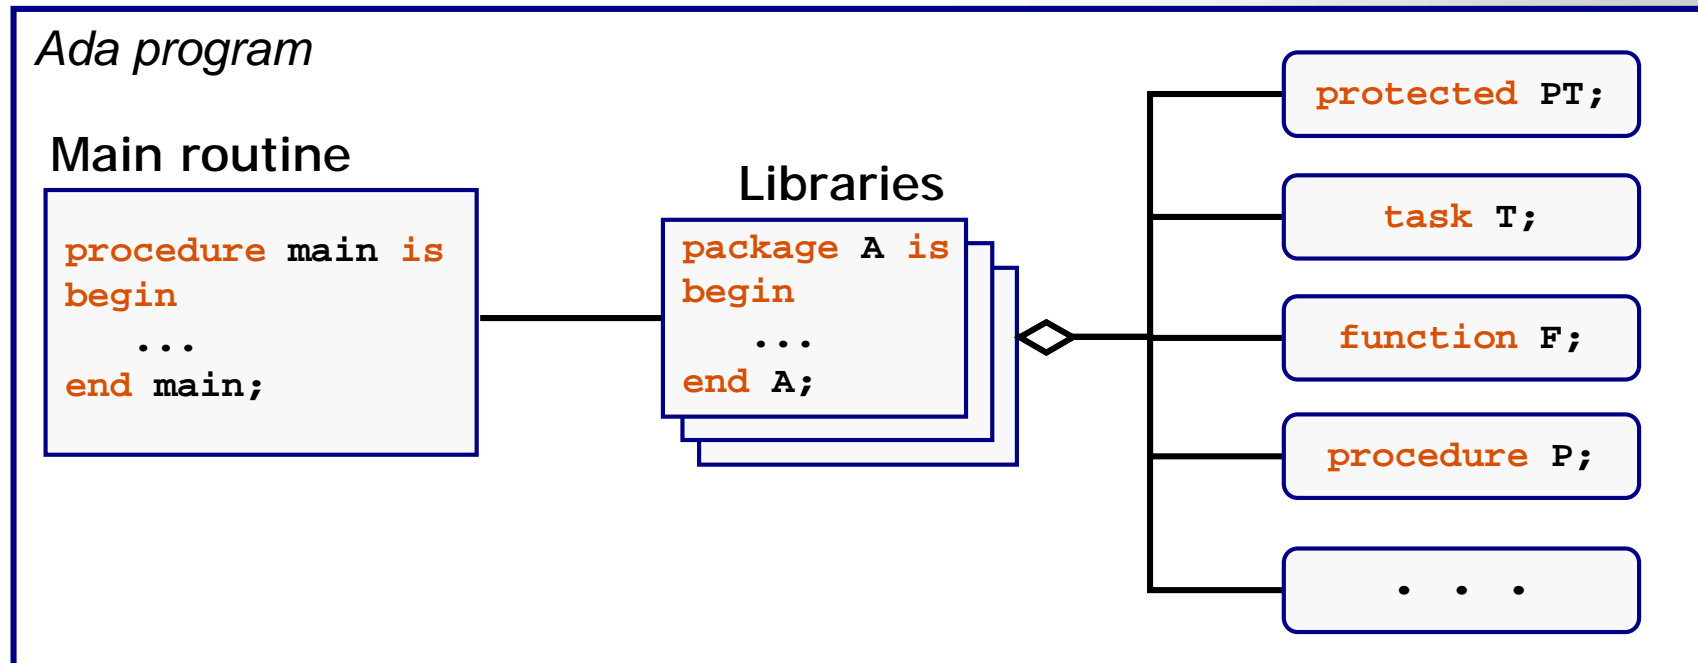 Ada program
Main routine
procedure main is
begin
...
end main;
Libraries
package A is
begin
...
end A;
protected PT;
task T;
function F;
procedure P;
. . .